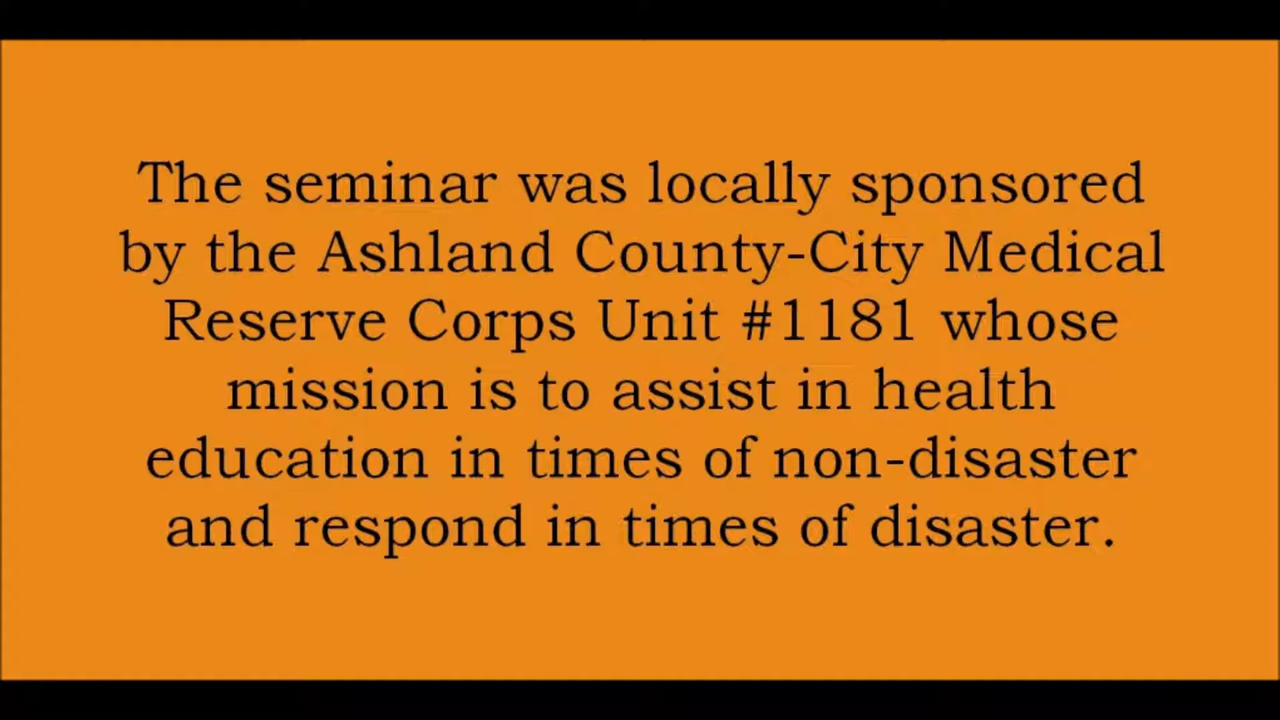 The seminar was locally sponsored
by the Ashland County-City Medical
Reserve Corps Unit #1181 whose
mission is to assist in health
education in times of non-disaster
and respond in times of disaster.